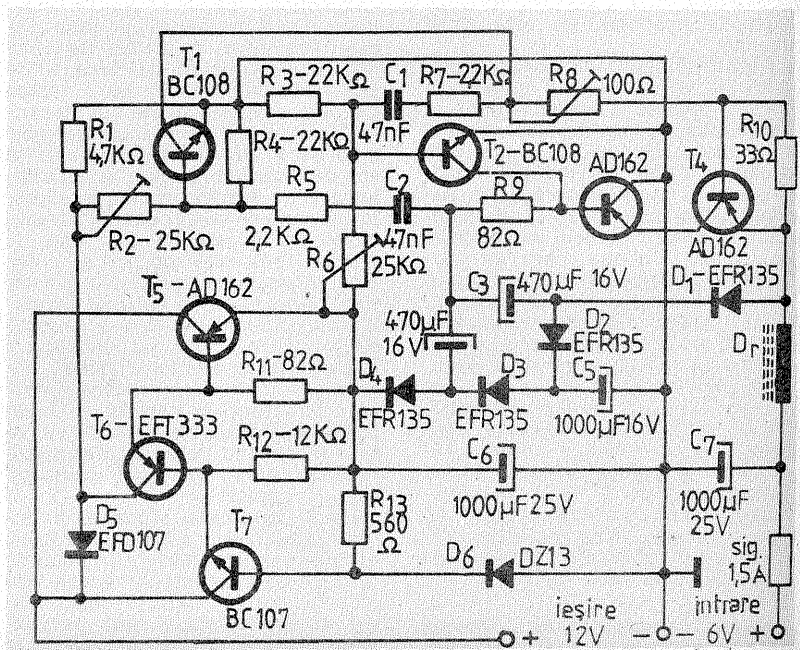 T1
BC108
R3-22KΩ
C1
47nF
R7-2,2KΩ
R8
100Ω
R1
4,7KΩ
R4-22KΩ
T2-BC108
R10
33Ω
AD162
T4
R5
2,2KΩ
C2
47nF
R9
82Ω
R2-25KΩ
R6
25KΩ
AD162
T5-AD162
C3
470µF 16V
D1-EFR135
470µF
16V
D2
EFR135
Dr
R11-82Ω
D4
EFR135
D3
EFR135
C5
1000µF16V
T6-EFT333
R12-12KΩ
C6
1000µF25V
C7
1000µF
25V
D5
EFD107
T7
BC107
R13
560
Ω
D6
DZ13
sig.
1,5A
ieşire
12V
intrare
6V
+
−
−
+